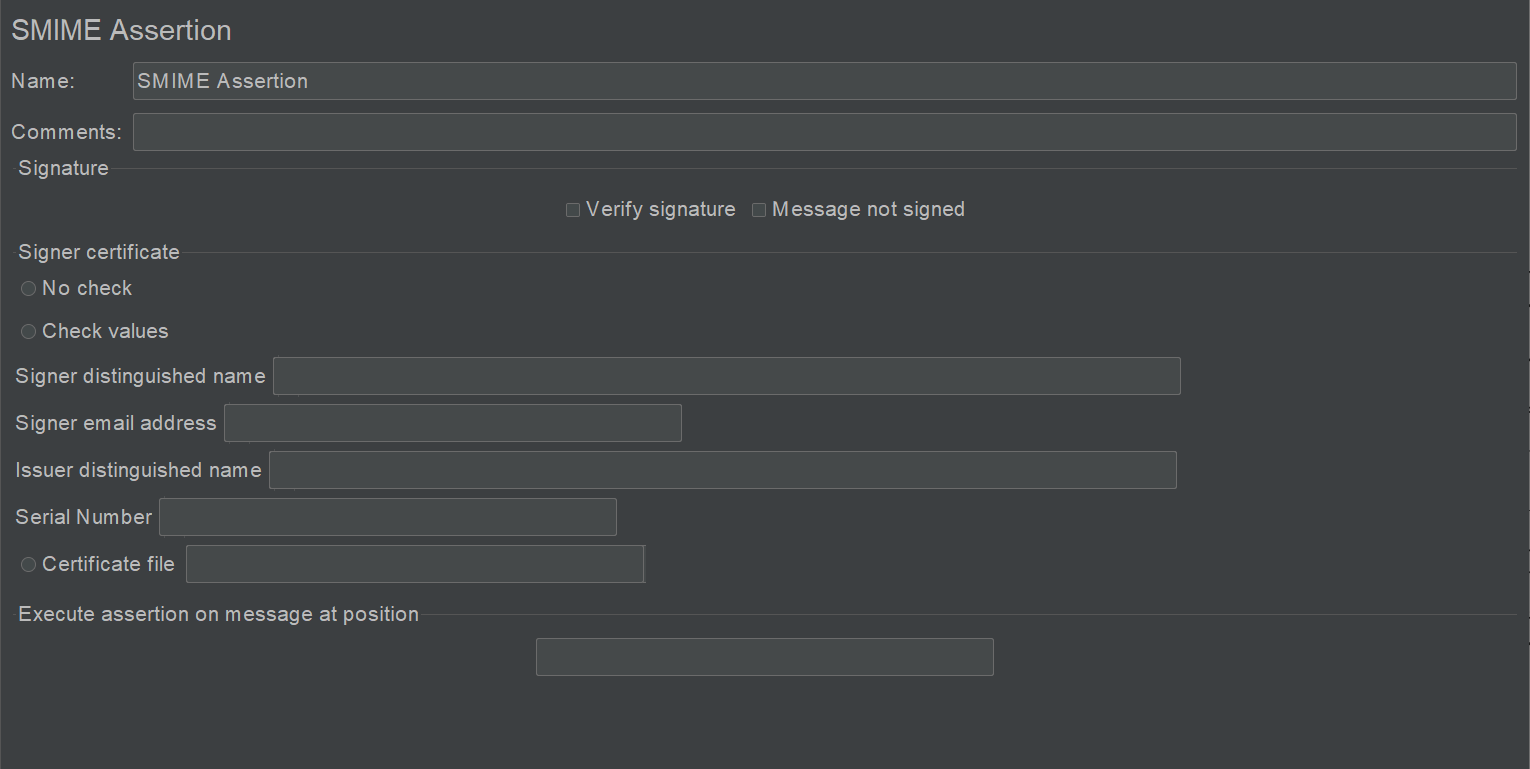 SMIME Assertion
Name: SMIME Assertion
Comments:
Signature
Verify signature Message not signed
Signer certificate
No check
Check values
Signer distinguished name
Signer email address
Issuer distinguished name
Serial Number
Certificate file
Execute assertion on message at position